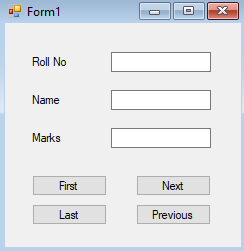 Form1
Roll No
Name
Marks
First Next
Last Previous